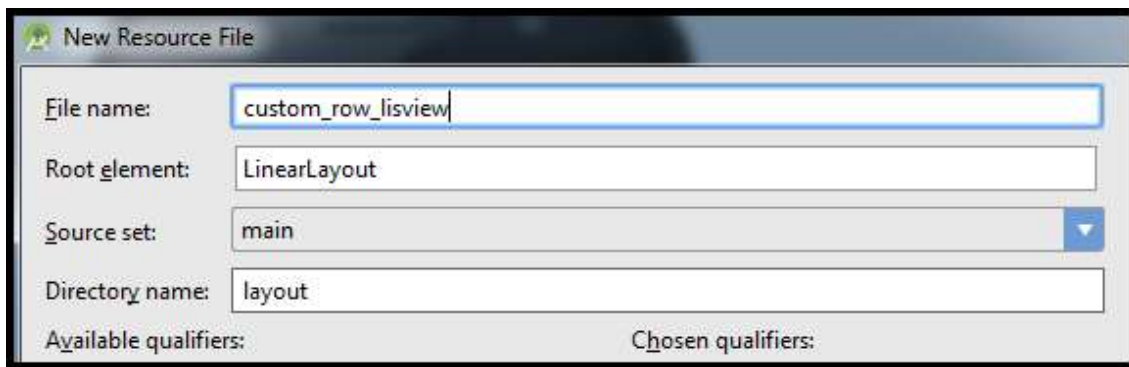 New Resource File
File name: custom_row_lisview
Root element: LinearLayout
Source set: main
Directory name: layout
Available qualifiers: Chosen qualifiers: